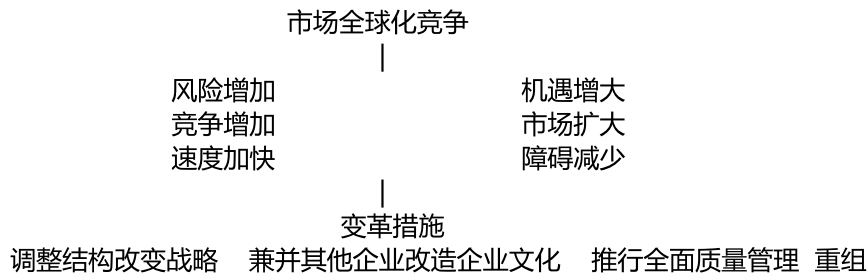 市场全球化竞争
|
风险增加 机遇增大
竞争增加 市场扩大
速度加快 障碍减少
|
变革措施
调整结构改变战略 兼并其他企业改造企业文化 推行全面质量管理 重组